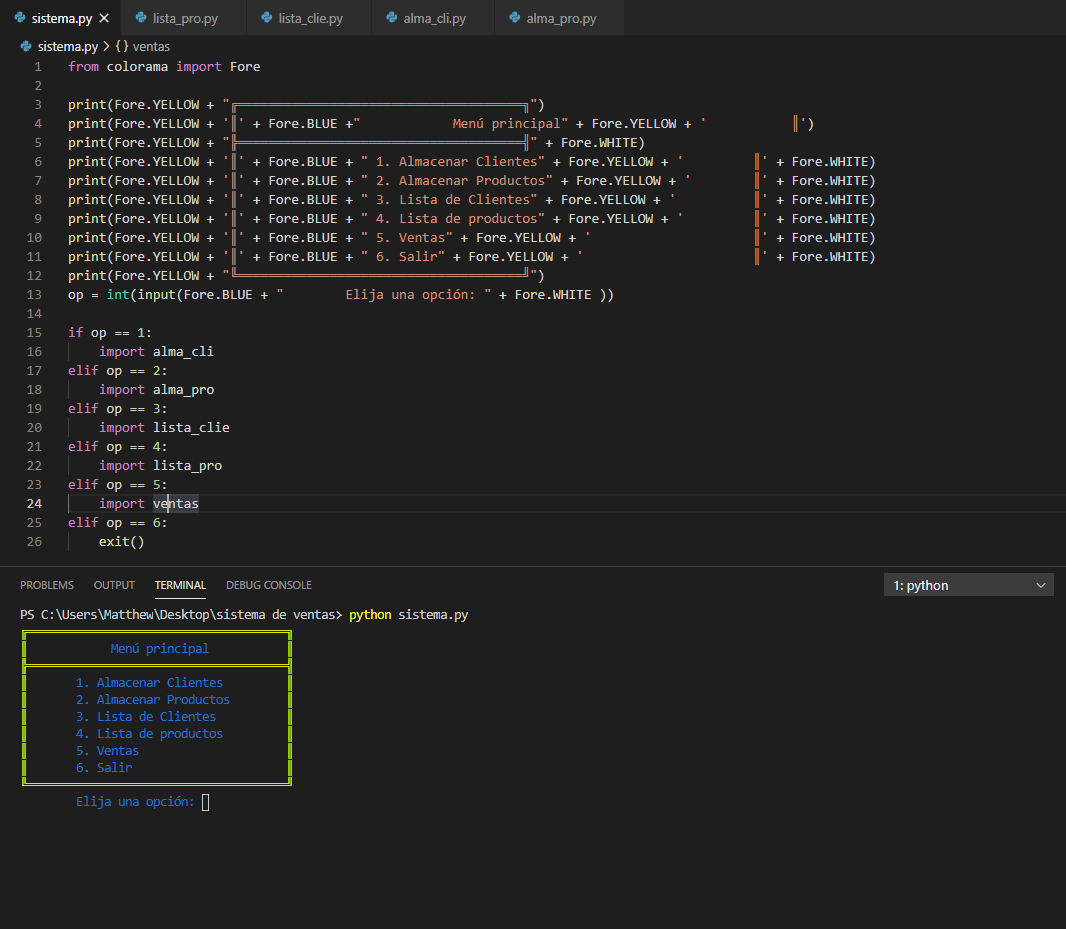 sistema.py × lista_pro.py lista_clie.py alma_cli.py alma_pro.py
sistema.py > {} ventas
1 from colorama import Fore
2
3 print(Fore.YELLOW + "╔══════════════════════════════════════╗")
4 print(Fore.YELLOW + '║' + Fore.BLUE +"            Menú principal" + Fore.YELLOW + '           ║')
5 print(Fore.YELLOW + "╠══════════════════════════════════════╣" + Fore.WHITE)
6 print(Fore.YELLOW + '║' + Fore.BLUE + " 1. Almacenar Clientes" + Fore.YELLOW + '         ║' + Fore.WHITE)
7 print(Fore.YELLOW + '║' + Fore.BLUE + " 2. Almacenar Productos" + Fore.YELLOW + '        ║' + Fore.WHITE)
8 print(Fore.YELLOW + '║' + Fore.BLUE + " 3. Lista de Clientes" + Fore.YELLOW + '          ║' + Fore.WHITE)
9 print(Fore.YELLOW + '║' + Fore.BLUE + " 4. Lista de productos" + Fore.YELLOW + '         ║' + Fore.WHITE)
10 print(Fore.YELLOW + '║' + Fore.BLUE + " 5. Ventas" + Fore.YELLOW + '                     ║' + Fore.WHITE)
11 print(Fore.YELLOW + '║' + Fore.BLUE + " 6. Salir" + Fore.YELLOW + '                      ║' + Fore.WHITE)
12 print(Fore.YELLOW + "╚══════════════════════════════════════╝")
13 op = int(input(Fore.BLUE + "        Elija una opción: " + Fore.WHITE ))
14
15 if op == 1:
16     import alma_cli
17 elif op == 2:
18     import alma_pro
19 elif op == 3:
20     import lista_clie
21 elif op == 4:
22     import lista_pro
23 elif op == 5:
24     import ventas
25 elif op == 6:
26     exit()
PROBLEMS OUTPUT TERMINAL DEBUG CONSOLE 1: python
PS C:\Users\Matthew\Desktop\sistema de ventas> python sistema.py
Menú principal
1. Almacenar Clientes
2. Almacenar Productos
3. Lista de Clientes
4. Lista de productos
5. Ventas
6. Salir
Elija una opción: